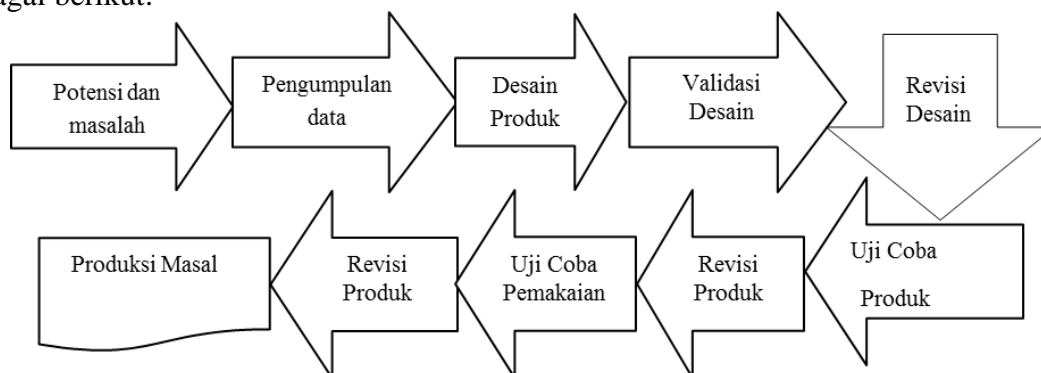 berikut:
Potensi dan
masalah
Pengumpulan
data
Desain
Produk
Validasi
Desain
Revisi
Desain
Uji Coba
Produk
Revisi
Produk
Uji Coba
Pemakaian
Revisi
Produk
Produksi Masal